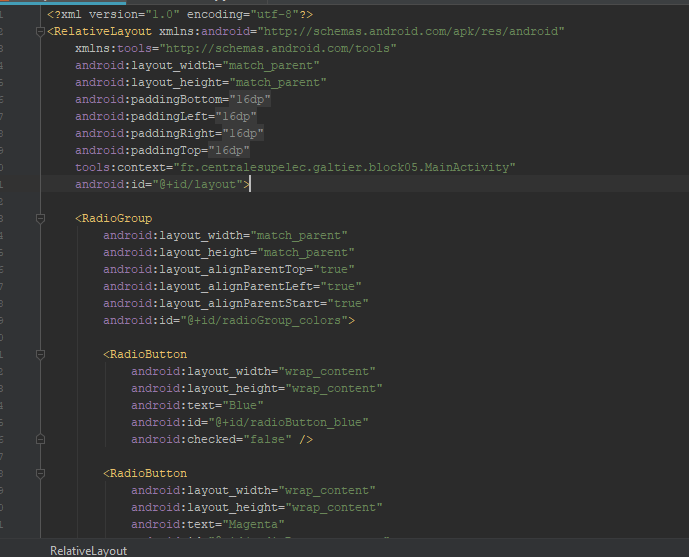 <?xml version="1.0" encoding="utf-8"?>
<RelativeLayout xmlns:android="http://schemas.android.com/apk/res/android"
xmlns:tools="http://schemas.android.com/tools"
android:layout_width="match_parent"
android:layout_height="match_parent"
android:paddingBottom="16dp"
android:paddingLeft="16dp"
android:paddingRight="16dp"
android:paddingTop="16dp"
tools:context="fr.centralesupelec.galtier.block05.MainActivity"
android:id="@+id/layout">
<RadioGroup
android:layout_width="match_parent"
android:layout_height="match_parent"
android:layout_alignParentTop="true"
android:layout_alignParentLeft="true"
android:layout_alignParentStart="true"
android:id="@+id/radioGroup_colors">
<RadioButton
android:layout_width="wrap_content"
android:layout_height="wrap_content"
android:text="Blue"
android:id="@+id/radioButton_blue"
android:checked="false" />
<RadioButton
android:layout_width="wrap_content"
android:layout_height="wrap_content"
android:text="Magenta"
RelativeLayout